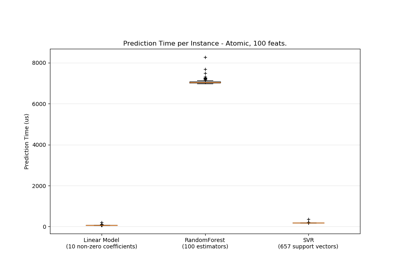 Prediction Time per Instance - Atomic, 100 feats.
8000
6000
4000
2000
0
Prediction Time (us)
Linear Model
(10 non-zero coefficients)
RandomForest
(100 estimators)
SVR
(657 support vectors)